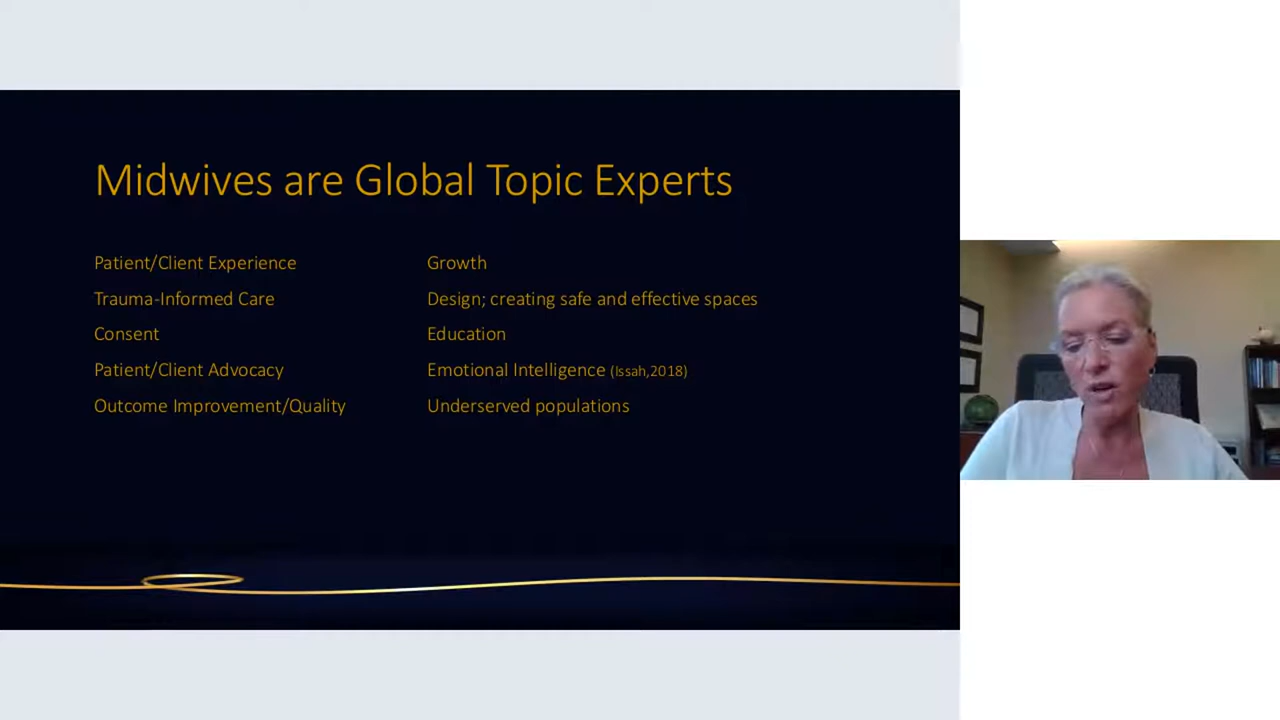 Midwives are Global Topic Experts
Patient/Client Experience
Trauma-Informed Care
Consent
Patient/Client Advocacy
Outcome Improvement/Quality
Growth
Design; creating safe and effective spaces
Education
Emotional Intelligence (Issah,2018)
Underserved populations